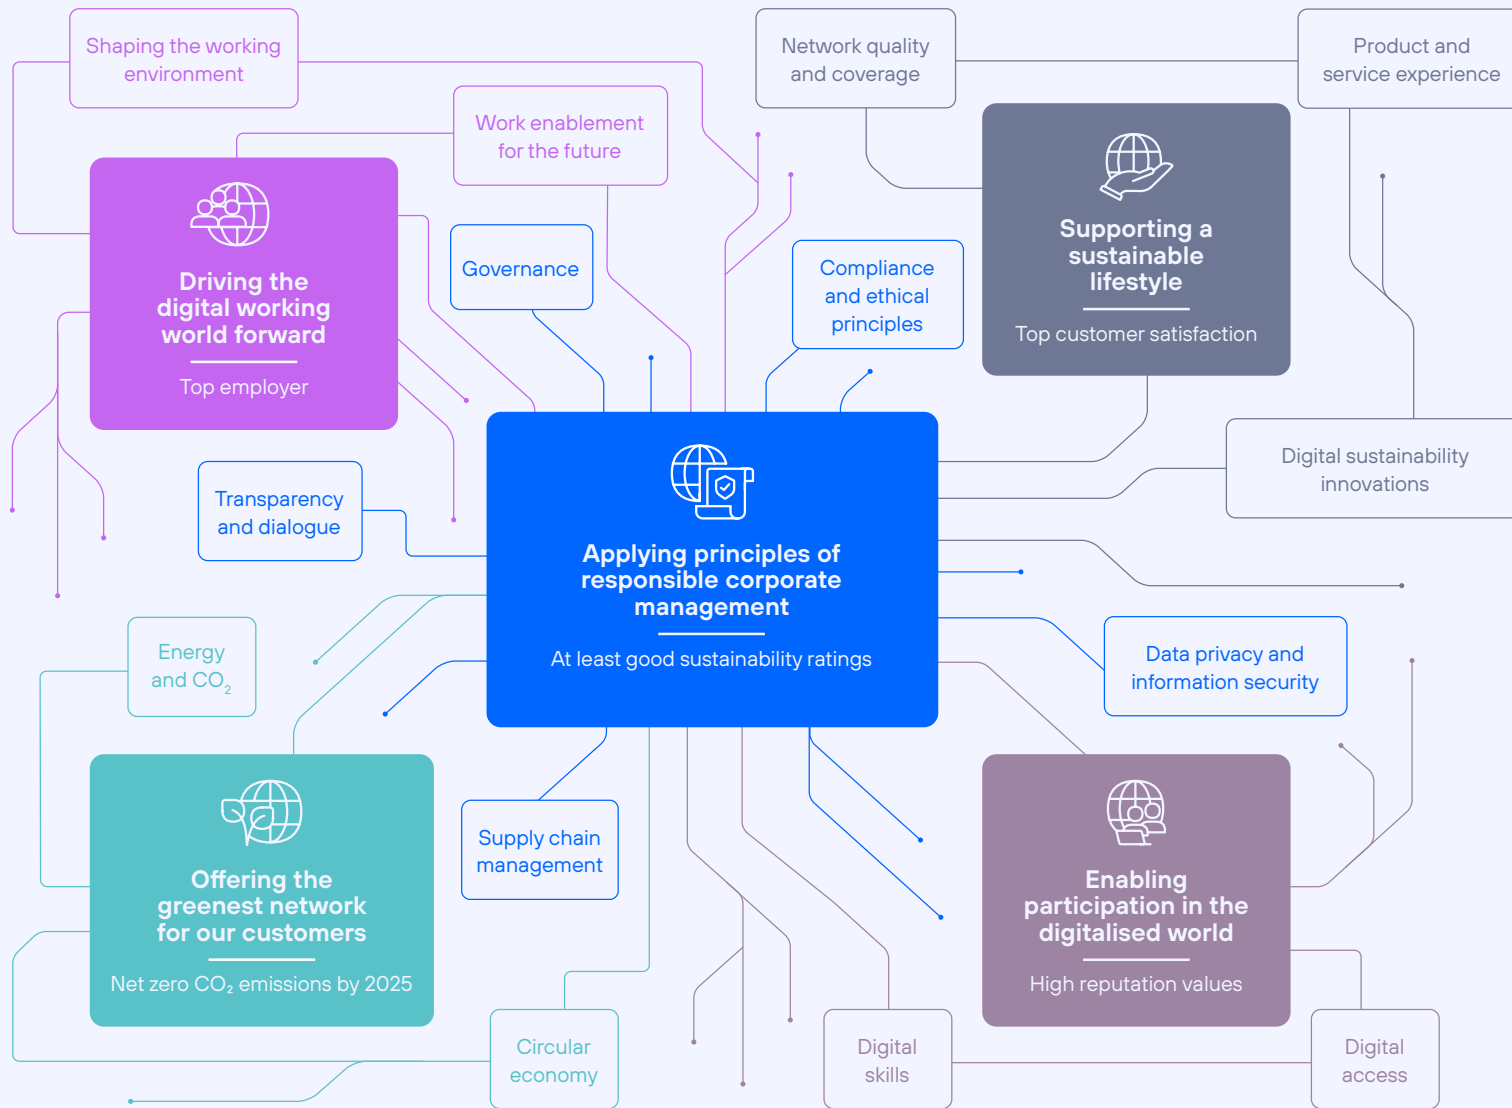 Shaping the working
environment
Network quality
and coverage
Product and
service experience
Work enablement
for the future
Driving the
digital working
world forward
Top employer
Governance
Compliance
and ethical
principles
Supporting a
sustainable
lifestyle
Top customer satisfaction
Transparency
and dialogue
Digital sustainability
innovations
Applying principles of
responsible corporate
management
At least good sustainability ratings
Energy
and CO₂
Data privacy and
information security
Offering the
greenest network
for our customers
Net zero CO₂ emissions by 2025
Supply chain
management
Enabling
participation in the
digitalised world
High reputation values
Circular
economy
Digital
skills
Digital
access